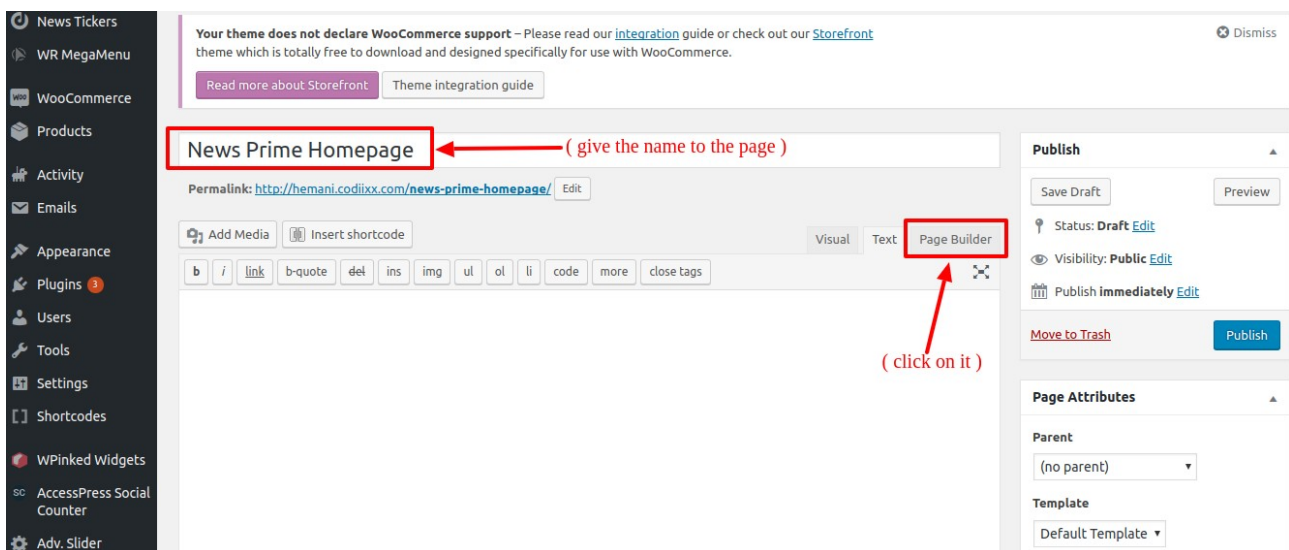 News Tickers
WR MegaMenu
WooCommerce
Products
Activity
Emails
Appearance
Plugins 3
Users
Tools
Settings
Shortcodes
WPinked Widgets
SC AccessPress Social
Counter
Adv. Slider
Your theme does not declare WooCommerce support – Please read our integration guide or check out our Storefront
theme which is totally free to download and designed specifically for use with WooCommerce.
Dismiss
Read more about Storefront Theme integration guide
News Prime Homepage ( give the name to the page )
Permalink: http://hemani.codiixx.com/news-prime-homepage/ Edit
Add Media Insert shortcode
Visual Text Page Builder
b i link b-quote del ins img ul ol li code more close tags
( click on it )
Publish
Save Draft Preview
Status: Draft Edit
Visibility: Public Edit
Publish immediately Edit
Move to Trash Publish
Page Attributes
Parent
(no parent)
Template
Default Template